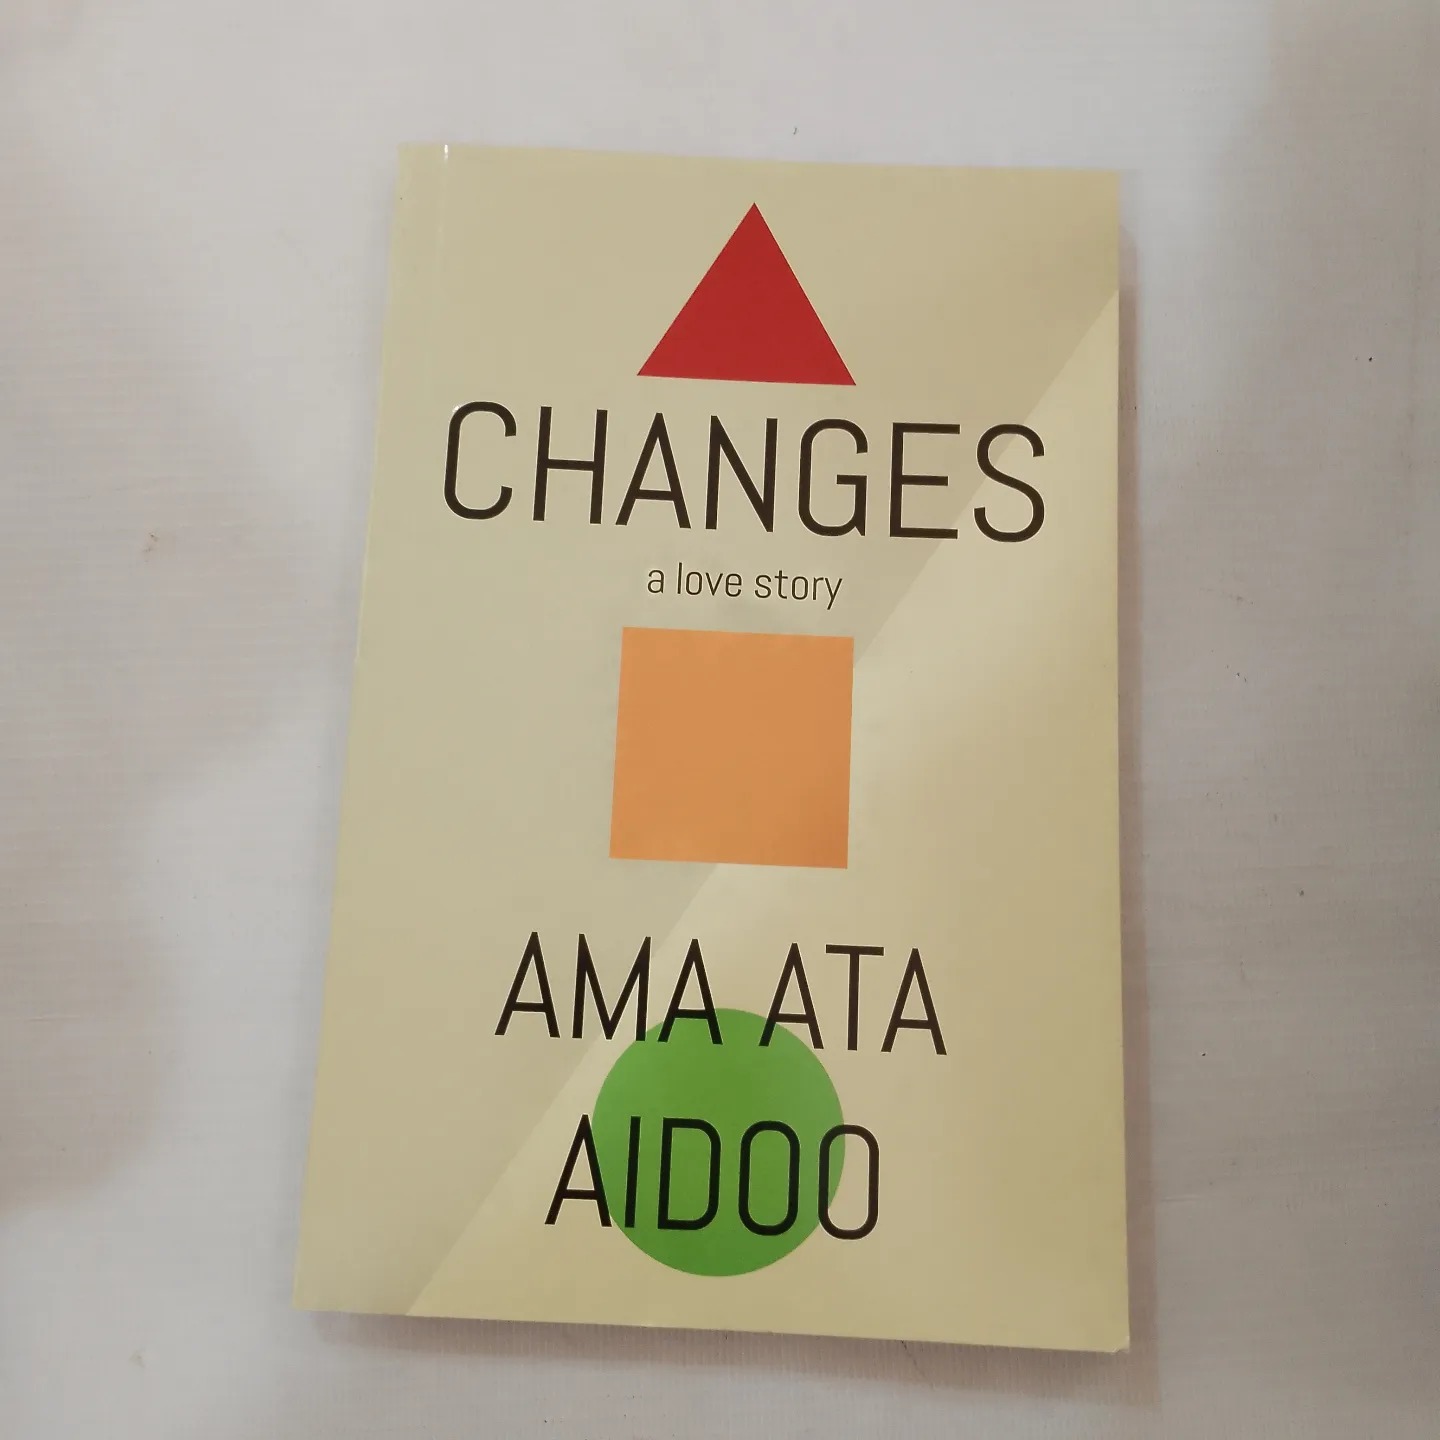 CHANGES
a love story
AMA ATA
AIDOO